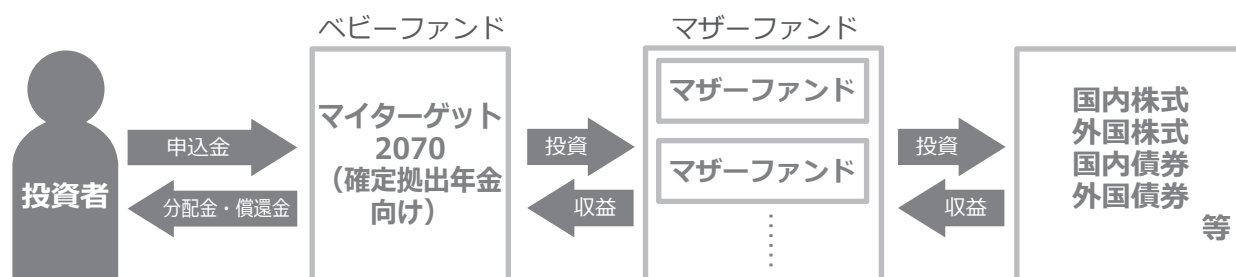 ベビーファンド
マザーファンド
投資者
申込金
分配金・償還金
マイターゲット
2070
（確定拠出年金
向け）
投資
収益
マザーファンド
マザーファンド
投資
収益
国内株式
外国株式
国内債券
外国債券
等